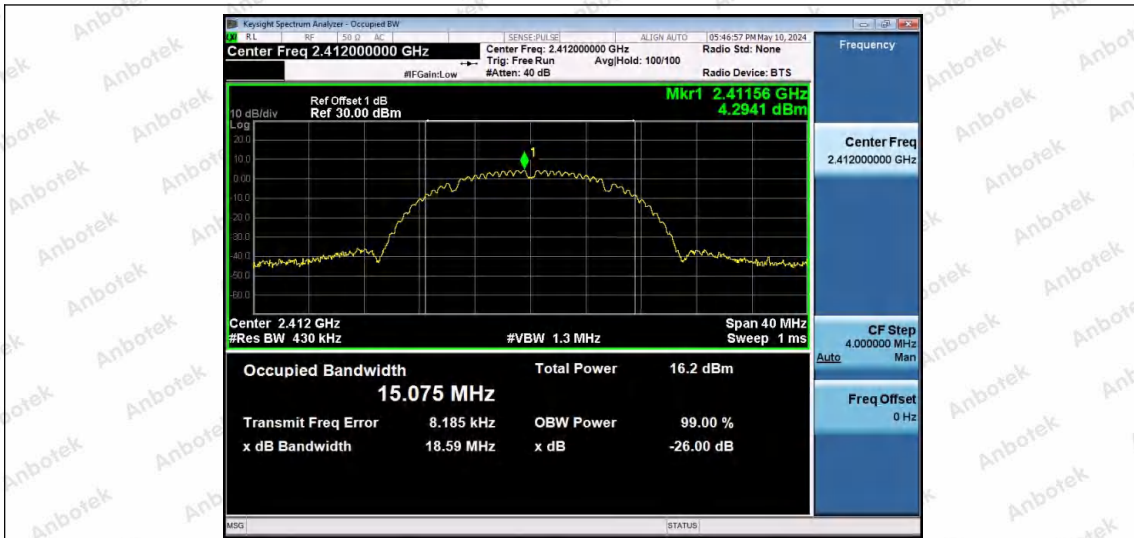 Keysight Spectrum Analyzer - Occupied BW
RL RF 50 Ω AC SENSE:PULSE ALIGN AUTO 05:46:57 PM May 10, 2024
Center Freq 2.412000000 GHz
Center Freq: 2.412000000 GHz
Radio Std: None
Trig: Free Run Avg|Hold: 100/100
#IFGain:Low
#Atten: 40 dB
Radio Device: BTS
Mkr1 2.41156 GHz
4.2941 dBm
Ref Offset 1 dB
10 dB/div Ref 30.00 dBm
Log
20.0
10.0
0.00
-10.0
-20.0
-30.0
-40.0
-50.0
-60.0
1
Center 2.412 GHz Span 40 MHz
#Res BW 430 kHz #VBW 1.3 MHz Sweep 1 ms
Occupied Bandwidth Total Power 16.2 dBm
15.075 MHz
Transmit Freq Error 8.185 kHz OBW Power 99.00 %
x dB Bandwidth 18.59 MHz x dB -26.00 dB
MSG STATUS
Frequency
Center Freq
2.412000000 GHz
CF Step
4.000000 MHz
Auto Man
Freq Offset
0 Hz
Anbotek